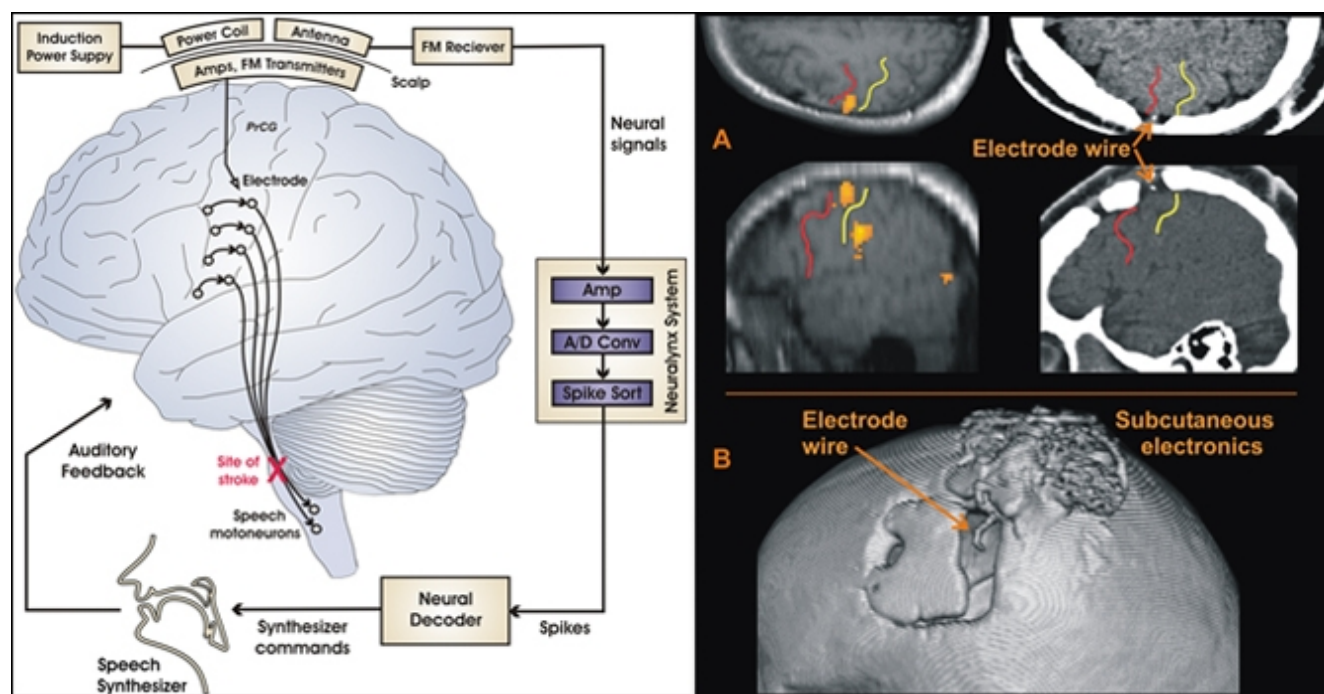 Induction
Power Suppy
Power Coil
Antenna
FM Reciever
Amps, FM Transmitters
Scalp
PrCG
Electrode
Neural
signals
Amp
A/D Conv
Spike Sort
Neuralynx System
Auditory
Feedback
Site of
stroke
X
Speech
motoneurons
Neural
Decoder
Spikes
Synthesizer
commands
Speech
Synthesizer
A
Electrode wire
B
Electrode
wire
Subcutaneous
electronics